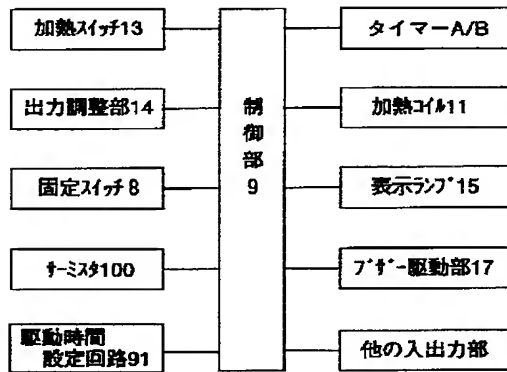 加熱ｽｲｯﾁ13
出力調整部14
固定ｽｲｯﾁ8
ｻｰﾐｽﾀ100
駆動時間
設定回路91
制
御
部
9
タイマーA/B
加熱ｺｲﾙ11
表示ﾗﾝﾌﾟ15
ﾌﾞｻﾞｰ駆動部17
他の入出力部